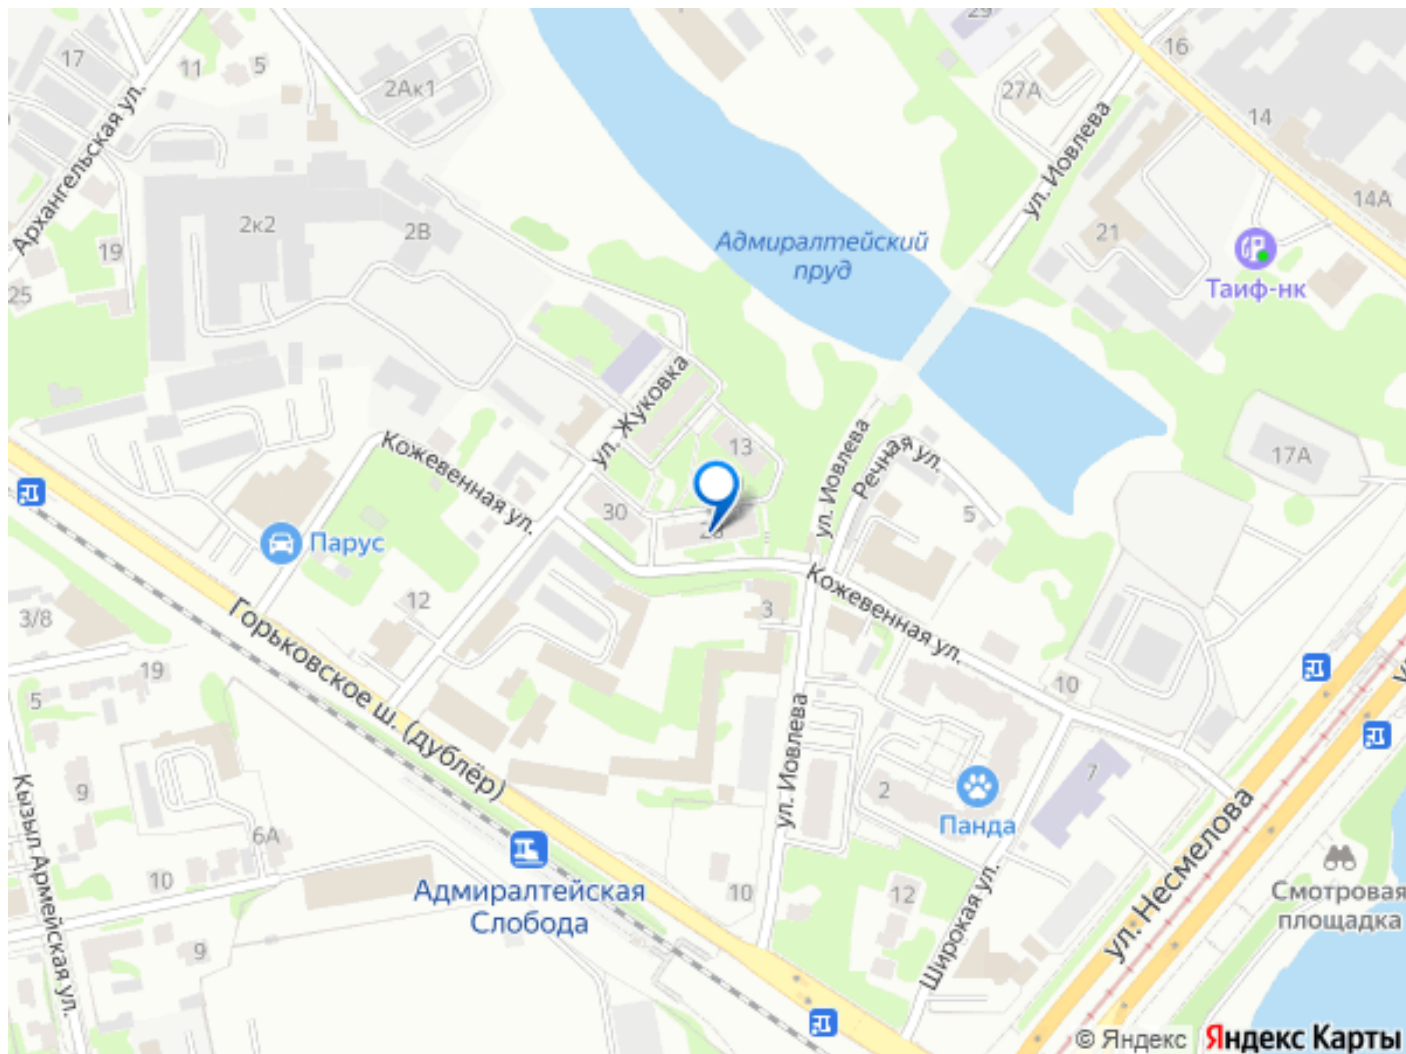 29
16
17
11
5
2Ак1
27А
14
Архангельская ул.
ул. Иовлева
14А
2к2
2В
21
19
Адмиралтейский
пруд
Таиф-нк
25
ул. Жуковка
Кожевенная ул.
13
ул. Иовлева
Речная ул.
17А
30
5
Парус
Кожевенная ул.
12
3
3/8
Горьковское ш. (дублёр)
19
5
10
ул. Иовлева
Кызыл Армейская ул.
9
7
2
Панда
6А
ул. Несмелова
Адмиралтейская
Слобода
10
10
12
Смотровая
площадка
9
Широкая ул.
© Яндекс Яндекс Карты